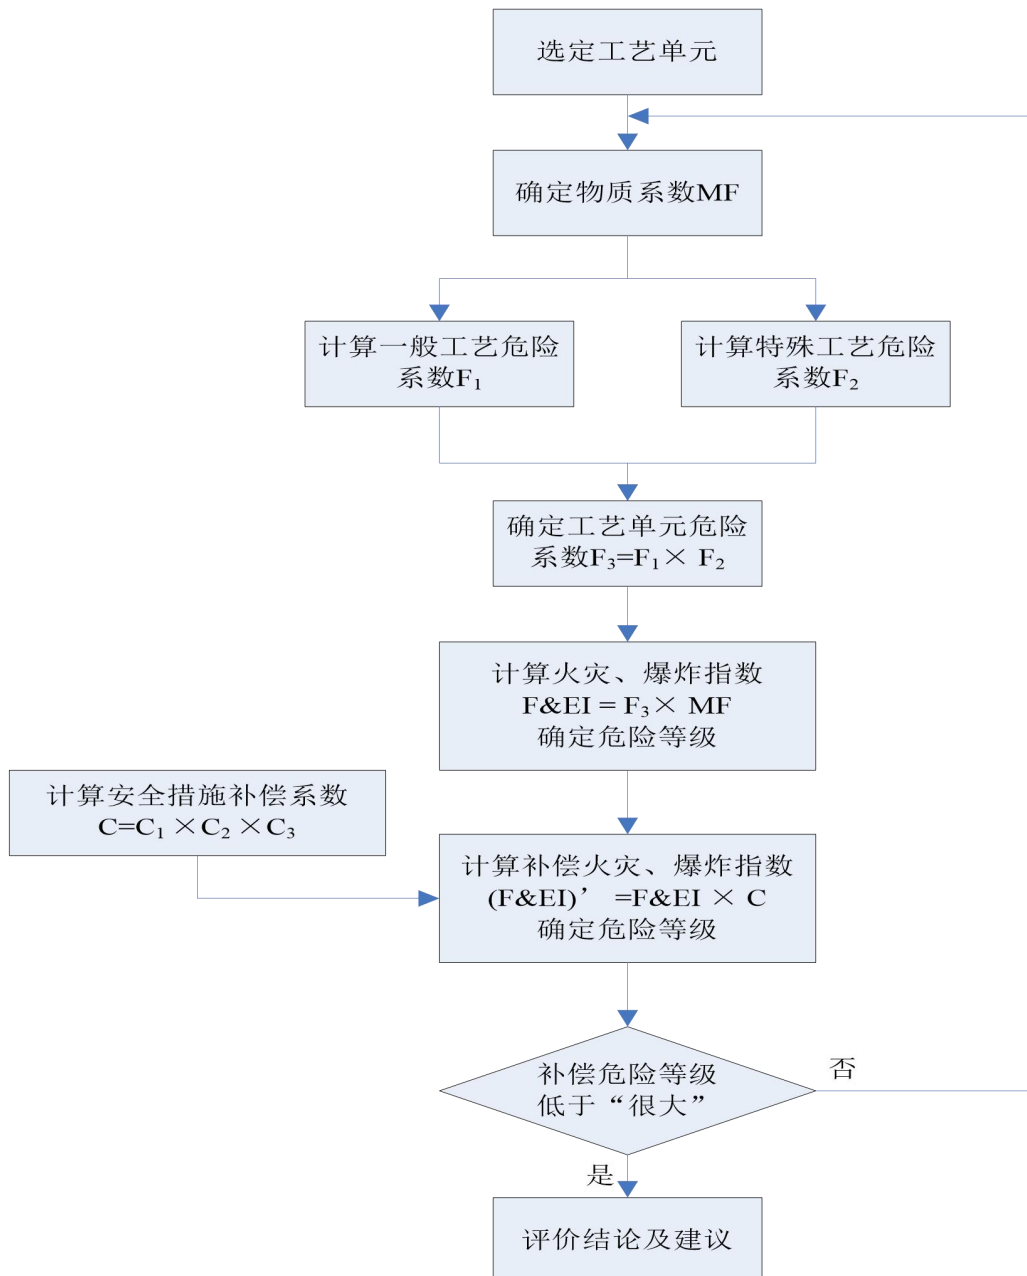 选定工艺单元
确定物质系数MF
计算一般工艺危险
系数F₁
计算特殊工艺危险
系数F₂
确定工艺单元危险
系数F₃=F₁× F₂
计算火灾、爆炸指数
F&EI = F₃× MF
确定危险等级
计算安全措施补偿系数
C=C₁ ×C₂ ×C₃
计算补偿火灾、爆炸指数
(F&EI)’ =F&EI × C
确定危险等级
补偿危险等级
低于“很大”
否
是
评价结论及建议